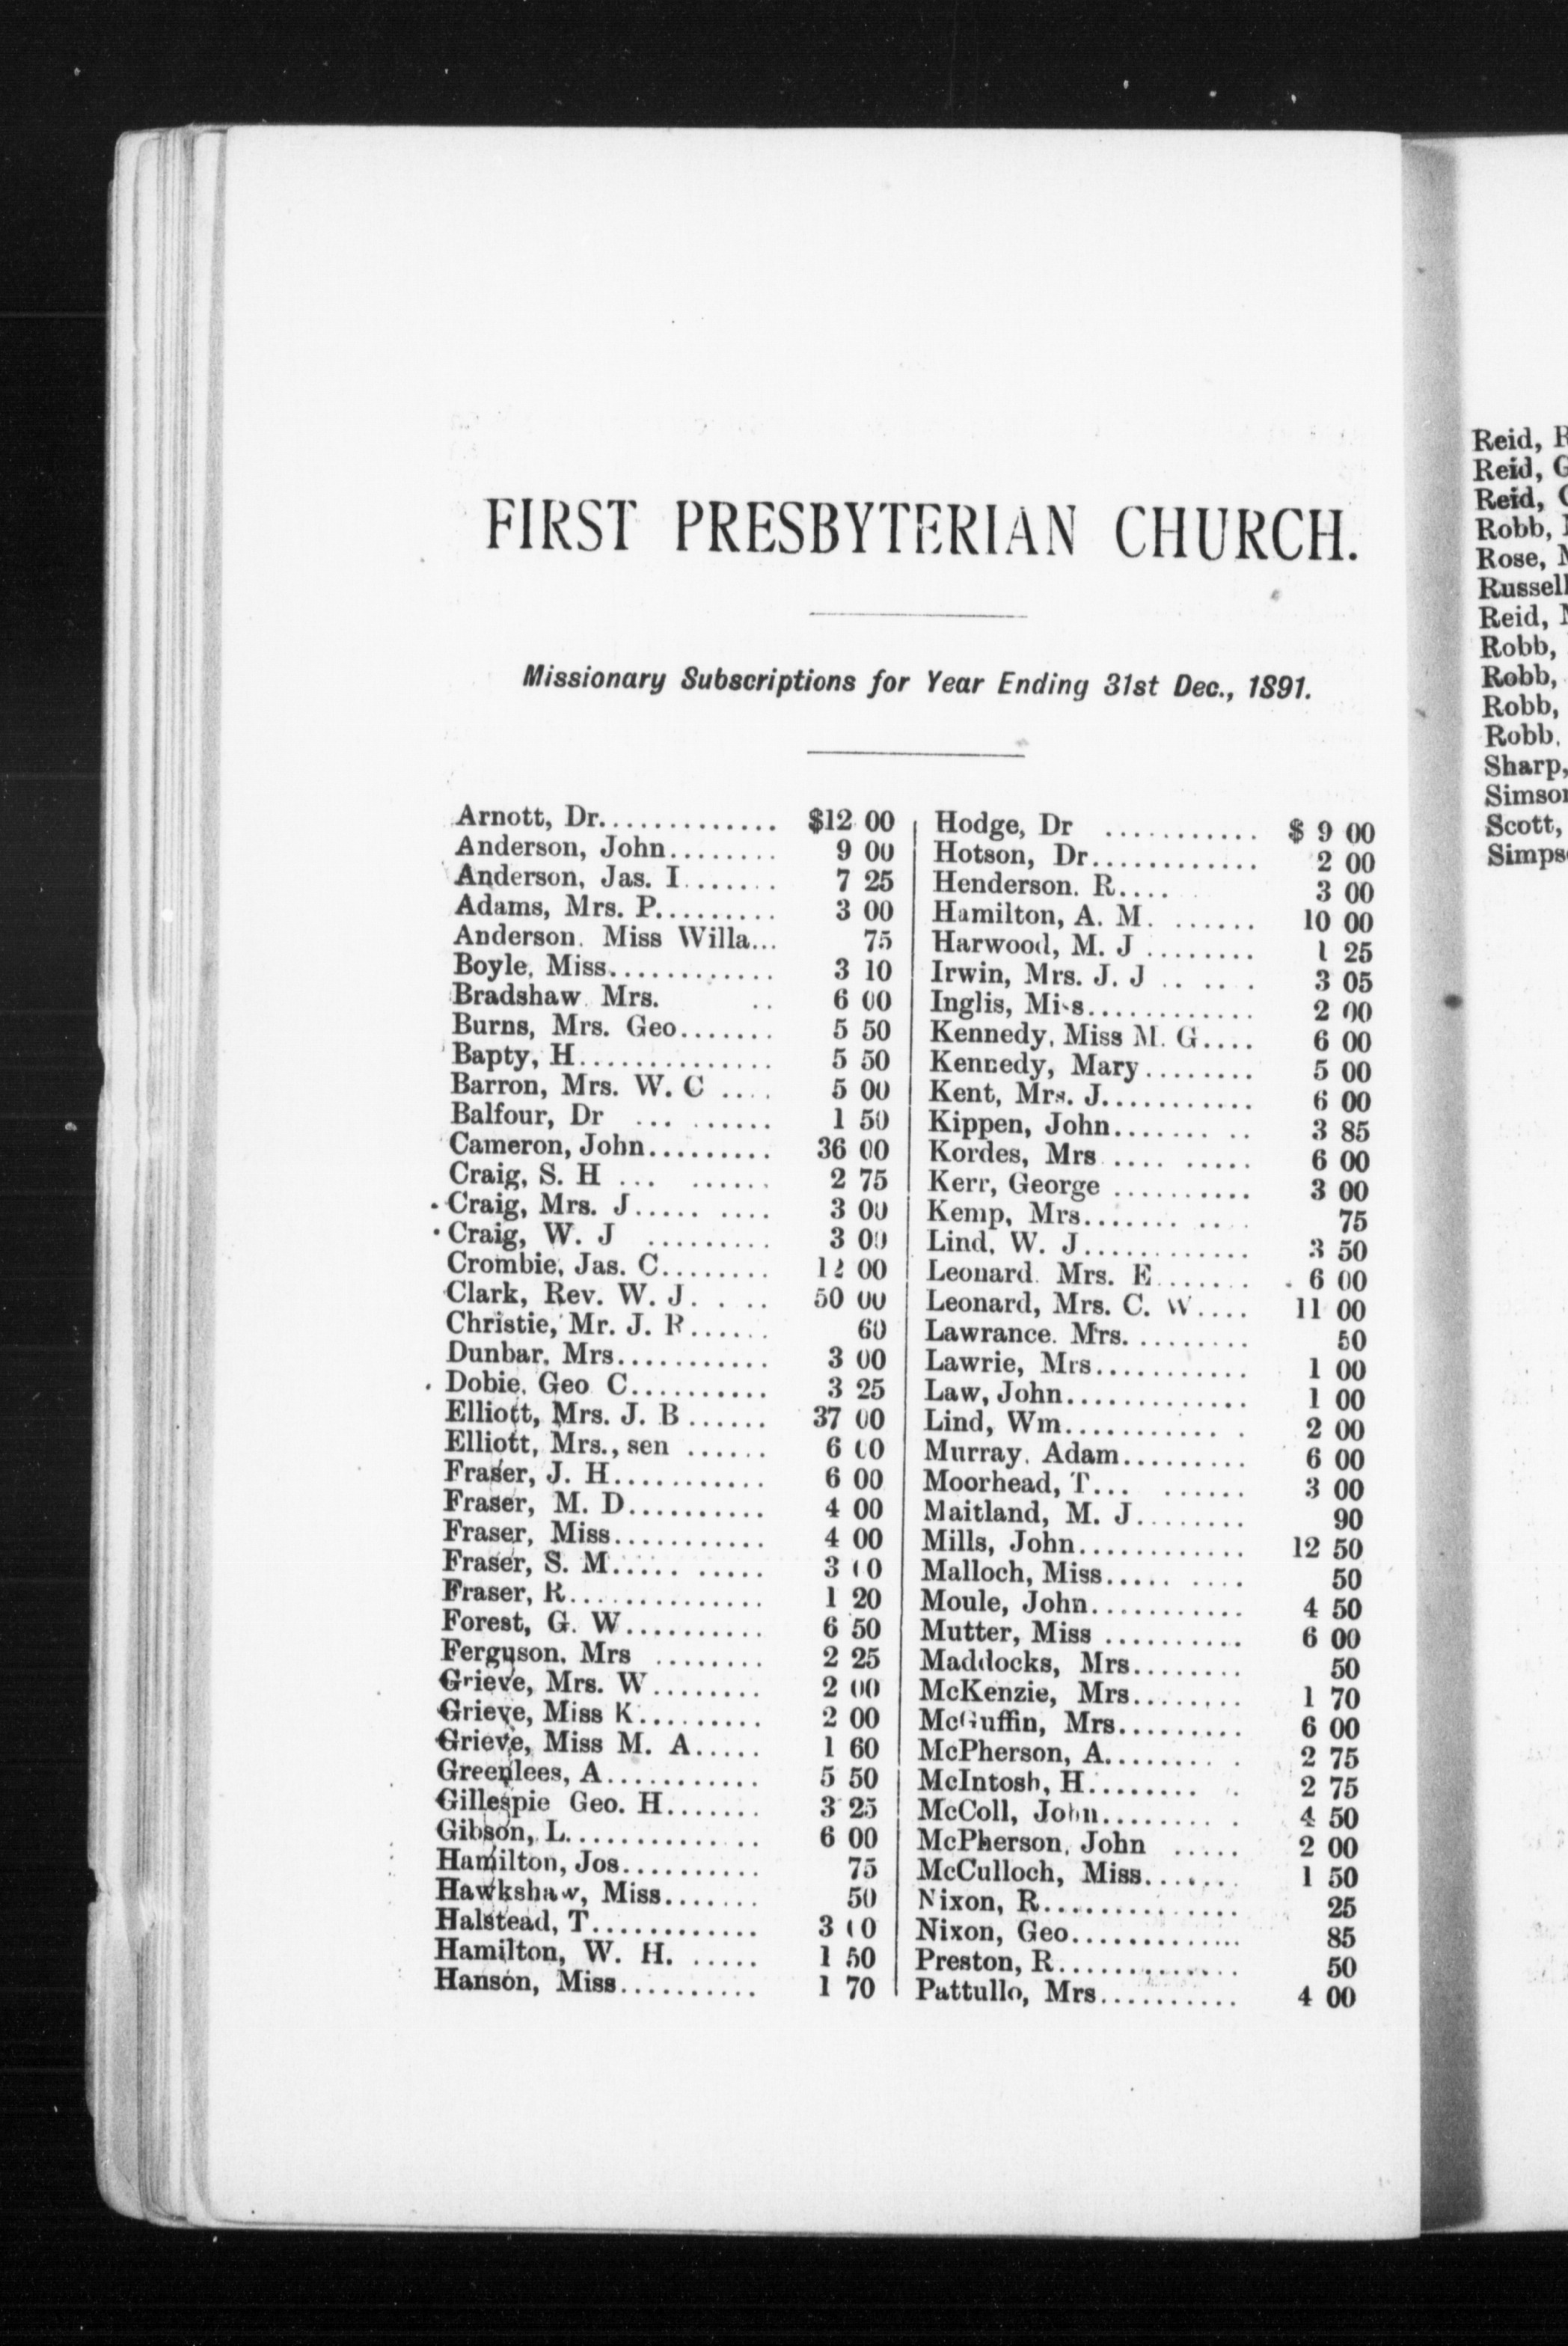 FIRST PRESBYTERIAN CHURCH.
Missionary Subscriptions for Year Ending 31st Dec., 1891.
Arnott, Dr.............. $12 00
Anderson, John........ 9 00
Anderson, Jas. I....... 7 25
Adams, Mrs. P......... 3 00
Anderson. Miss Willa... 75
Boyle, Miss............ 3 10
Bradshaw Mrs. .. 6 00
Burns, Mrs. Geo....... 5 50
Bapty, H............... 5 50
Barron, Mrs. W. C .... 5 00
Balfour, Dr ... ...... 1 50
Cameron, John......... 36 00
Craig, S. H ... ...... 2 75
Craig, Mrs. J..... .... 3 00
Craig, W. J ......... 3 00
Crombie, Jas. C........ 12 00
Clark, Rev. W. J. . .. 50 00
Christie, Mr. J. R...... 60
Dunbar, Mrs........... 3 00
Dobie, Geo C.......... 3 25
Elliott, Mrs. J. B ...... 37 00
Elliott, Mrs., sen ...... 6 00
Fraser, J. H............ 6 00
Fraser, M. D........... 4 00
Fraser, Miss............ 4 00
Fraser, S. M..... ..... 3 00
Fraser, R............... 1 20
Forest, G. W.......... 6 50
Ferguson, Mrs ........ 2 25
Grieve, Mrs. W ........ 2 00
Grieve, Miss K......... 2 00
Grieve, Miss M. A..... 1 60
Greenlees, A............ 5 50
Gillespie Geo. H....... 3 25
Gibson, L.............. 6 00
Hamilton, Jos.......... 75
Hawkshaw, Miss....... 50
Halstead, T............ 3 00
Hamilton, W. H. ..... 1 50
Hanson, Miss.......... 1 70
Hodge, Dr ........... $ 9 00
Hotson, Dr............ 2 00
Henderson. R.... 3 00
Hamilton, A. M. ...... 10 00
Harwood, M. J ........ 1 25
Irwin, Mrs. J. J .. .... 3 05
Inglis, Miss............ 2 00
Kennedy, Miss M. G.... 6 00
Kennedy, Mary........ 5 00
Kent, Mrs. J........... 6 00
Kippen, John....... .. 3 85
Kordes, Mrs .... ..... 6 00
Kerr, George .......... 3 00
Kemp, Mrs....... ... 75
Lind, W. J............ 3 50
Leonard. Mrs. E....... 6 00
Leonard, Mrs. C. W.... 11 00
Lawrance. Mrs. ........ 50
Lawrie, Mrs........... 1 00
Law, John............. 1 00
Lind, Wm........... . 2 00
Murray, Adam......... 6 00
Moorhead, T... ...... 3 00
Maitland, M. J........ 90
Mills, John............ 12 50
Malloch, Miss..... .... 50
Moule, John........... 4 50
Mutter, Miss .......... 6 00
Maddocks, Mrs........ 50
McKenzie, Mrs........ 1 70
McGuffin, Mrs......... 6 00
McPherson, A........ . 2 75
McIntosh, H........ . 2 75
McColl, John........ . 4 50
McPherson, John ..... 2 00
McCulloch, Miss....... 1 50
Nixon, R.............. 25
Nixon, Geo............. 85
Preston, R............. 50
Pattullo, Mrs.......... 4 00
Reid,
Reid,
Reid,
Robb,
Rose,
Russell
Reid,
Robb,
Robb,
Robb,
Robb,
Sharp,
Scott,